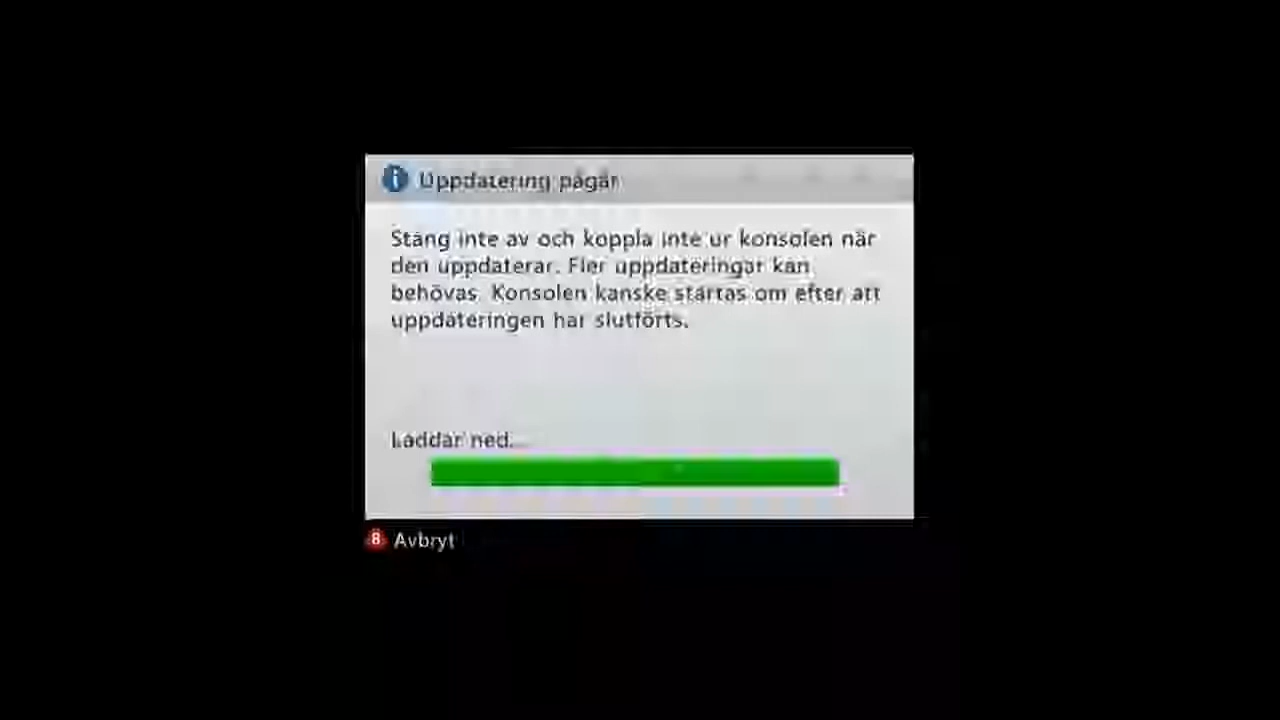 Uppdatering pågår
Stäng inte av och koppla inte ur konsolen när
den uppdaterar. Fler uppdateringar kan
behövas. Konsolen kanske startas om efter att
uppdateringen har slutförts.
Laddar ned...
B Avbryt